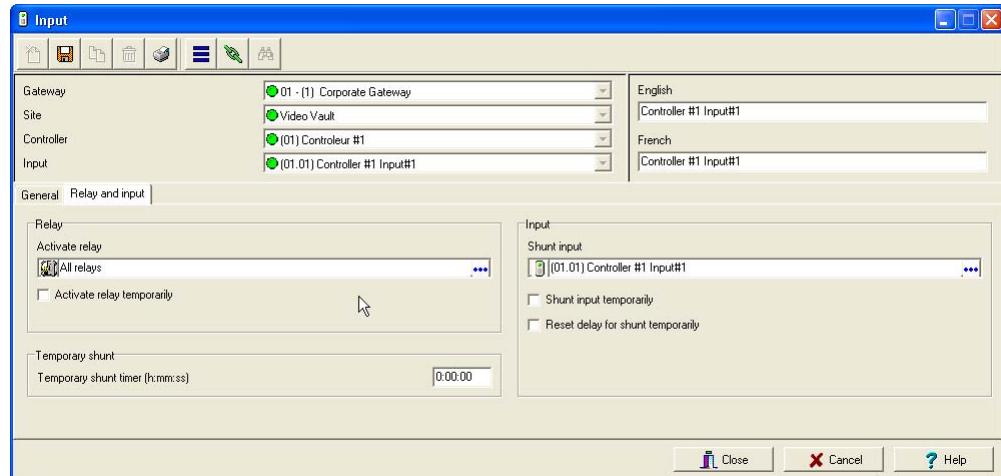 Input
Gateway
01 - (1) Corporate Gateway
Site
Video Vault
Controller
(01) Controleur #1
Input
(01.01) Controller #1 Input#1
English
Controller #1 Input#1
French
Controller #1 Input#1
General
Relay and input
Relay
Activate relay
All relays
Activate relay temporarily
Temporary shunt
Temporary shunt timer (h:mm:ss)
0:00:00
Input
Shunt input
(01.01) Controller #1 Input#1
Shunt input temporarily
Reset delay for shunt temporarily
Close
Cancel
Help